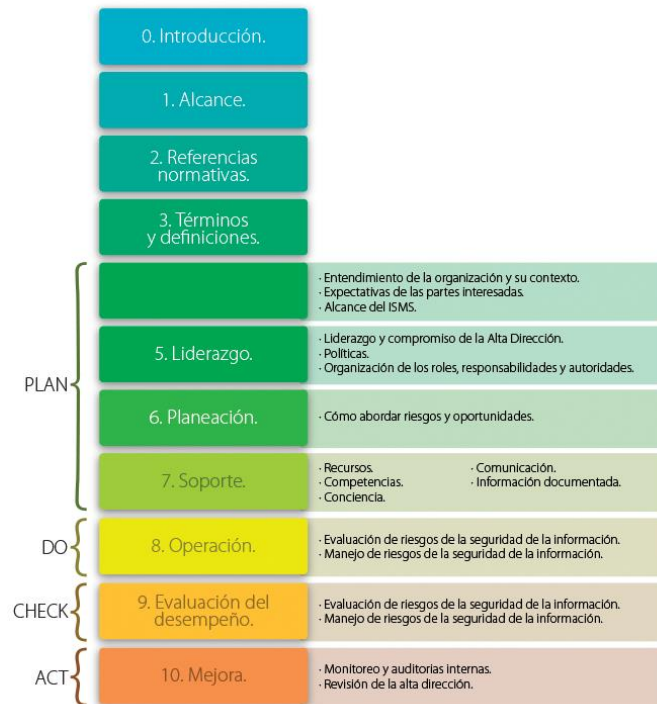 0. Introducción.
1. Alcance.
2. Referencias
normativas.
3. Términos
y definiciones.
PLAN
· Entendimiento de la organización y su contexto.
· Expectativas de las partes interesadas.
· Alcance del ISMS.
5. Liderazgo.
· Liderazgo y compromiso de la Alta Dirección.
· Políticas.
· Organización de los roles, responsabilidades y autoridades.
6. Planeación.
· Cómo abordar riesgos y oportunidades.
7. Soporte.
· Recursos.
· Competencias.
· Conciencia.
· Comunicación.
· Información documentada.
DO
8. Operación.
· Evaluación de riesgos de la seguridad de la información.
· Manejo de riesgos de la seguridad de la información.
CHECK
9. Evaluación del
desempeño.
· Evaluación de riesgos de la seguridad de la información.
· Manejo de riesgos de la seguridad de la información.
ACT
10. Mejora.
· Monitoreo y auditorias internas.
· Revisión de la alta dirección.